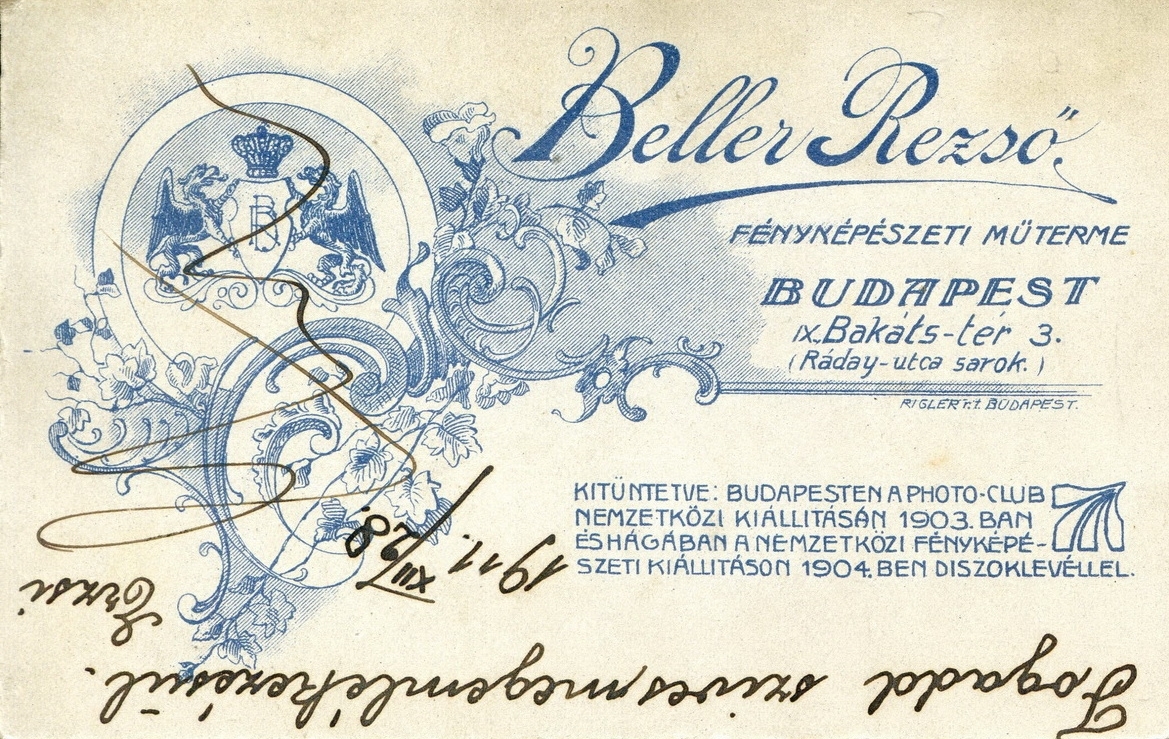 Beller Rezső.
FÉNYKÉPÉSZETI MŰTERME
BUDAPEST
IX. Bakáts-tér 3.
(Ráday-utca sarok.)
RIGLER r.t. BUDAPEST.
B R
KITÜNTETVE: BUDAPESTEN A PHOTO-CLUB
NEMZETKÖZI KIÁLLITÁSÁN 1903. BAN
ÉS HÁGÁBAN A NEMZETKÖZI FÉNYKÉPÉ-
SZETI KIÁLLITÁSON 1904. BEN DISZOKLEVÉLLEL.
Fogadd szives megemlékezésül.
Erzsi
1911. XII/28.